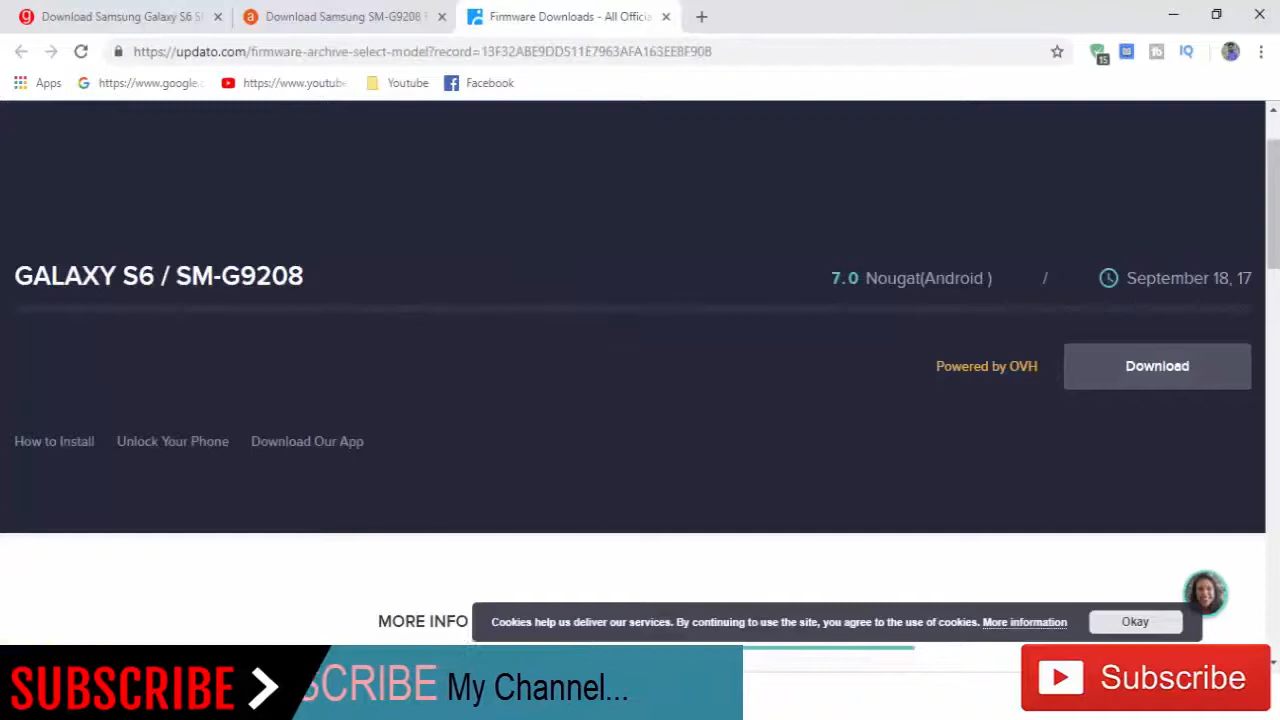 Download Samsung Galaxy S6 S
Download Samsung SM-G9208
Firmware Downloads - All Officia
https://updato.com/firmware-archive-select-model?record=13F32ABE9DD511E7963AFA163EE8F908
15
IQ
Apps
https://www.google
https://www.youtube
Youtube
Facebook
GALAXY S6 / SM-G9208
7.0 Nougat(Android ) / September 18, 17
Powered by OVH
Download
How to Install
Unlock Your Phone
Download Our App
MORE INFO
Cookies help us deliver our services. By continuing to use the site, you agree to the use of cookies. More information
Okay
SUBSCRIBE
SCRIBE My Channel...
Subscribe